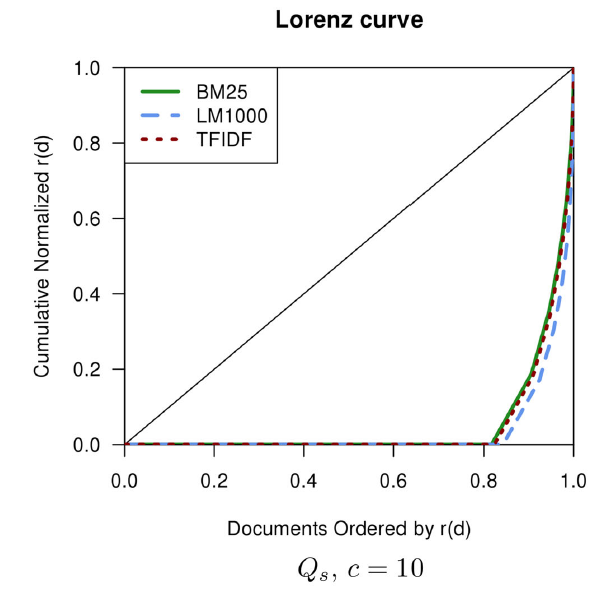 Lorenz curve
BM25
LM1000
TFIDF
Cumulative Normalized r(d)
1.0
0.8
0.6
0.4
0.2
0.0
0.0 0.2 0.4 0.6 0.8 1.0
Documents Ordered by r(d)
Qₛ, c = 10